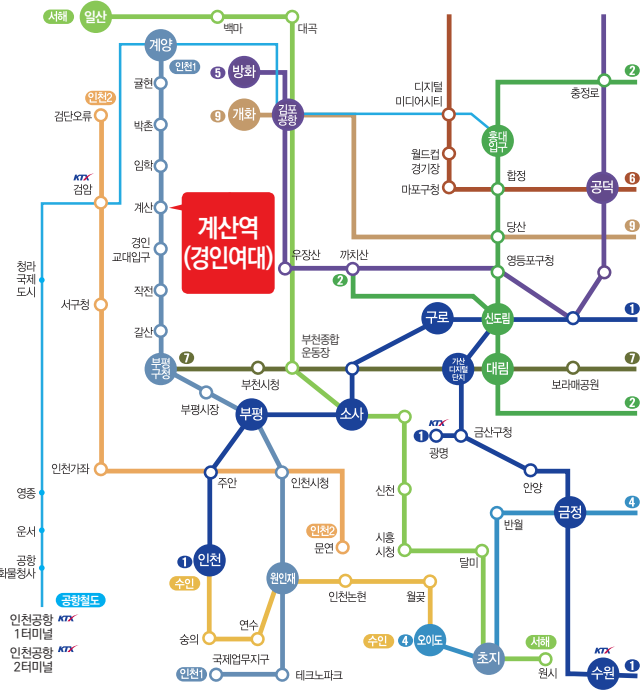 서해
일산
백마
대곡
계양
인천1
5
방화
2
충정로
디지털
미디어시티
귤현
인천2
검단오류
9
개화
김포
공항
박촌
홍대
입구
월드컵
경기장
임학
KTX
검암
합정
6
마포구청
공덕
계산
계산역
(경인여대)
당산
9
경인
교대입구
우장산
까치산
영등포구청
청라
국제
도시
작전
2
서구청
1
구로
신도림
갈산
부천종합
운동장
7
부평
구청
부천시청
가산
디지털
단지
대림
7
보라매공원
부평시장
2
부평
소사
KTX
1
광명
금산구청
인천가좌
주안
인천시청
신천
안양
영종
4
반월
금정
운서
인천2
문연
시흥
시청
공항
화물청사
1
인천
달미
수인
원인재
인천논현
월곶
공항철도
인천공항
1터미널
KTX
연수
숭의
수인
4
오이도
서해
인천공항
2터미널
KTX
국제업무지구
초지
KTX
인천1
테크노파크
원시
수원
1